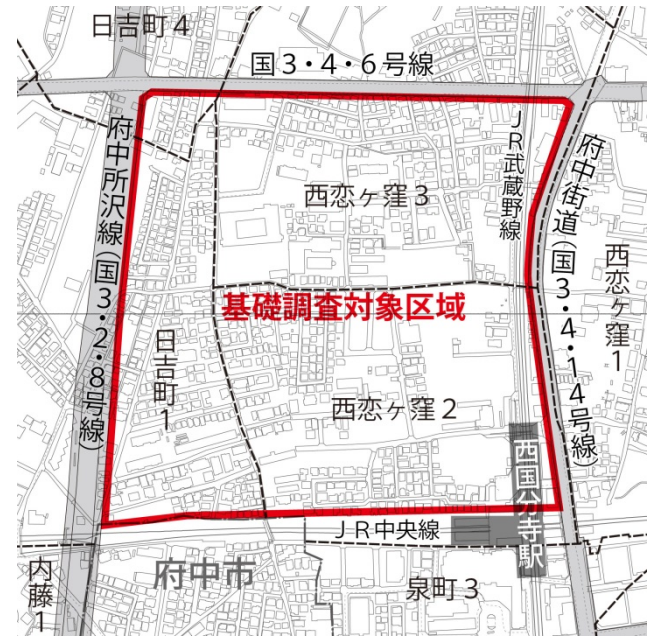 日吉町4
国3・4・6号線
府中所沢線(国3・2・8号線)
JR武蔵野線
府中街道(国3・4・14号線)
西恋ヶ窪3
西恋ヶ窪1
基礎調査対象区域
日吉町1
西恋ヶ窪2
西国分寺駅
JR中央線
内藤1
府中市
泉町3